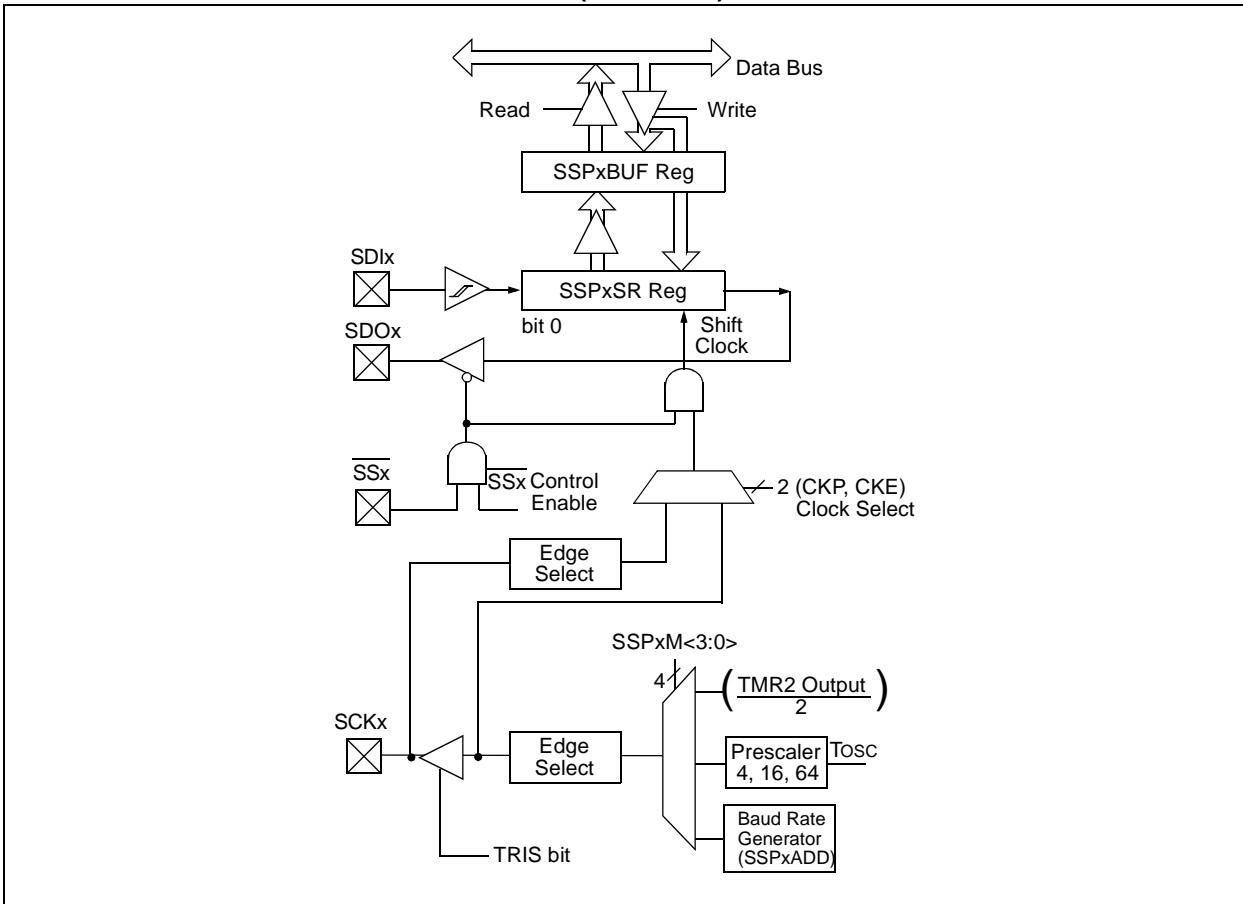 Data Bus
Read
Write
SSPxBUF Reg
SDIx
SSPxSR Reg
bit 0
Shift
Clock
SDOx
SSx
SSx Control
Enable
2 (CKP, CKE)
Clock Select
Edge
Select
SSPxM<3:0>
4
(TMR2 Output
2)
SCKx
Edge
Select
Prescaler
4, 16, 64
TOSC
Baud Rate
Generator
(SSPxADD)
TRIS bit